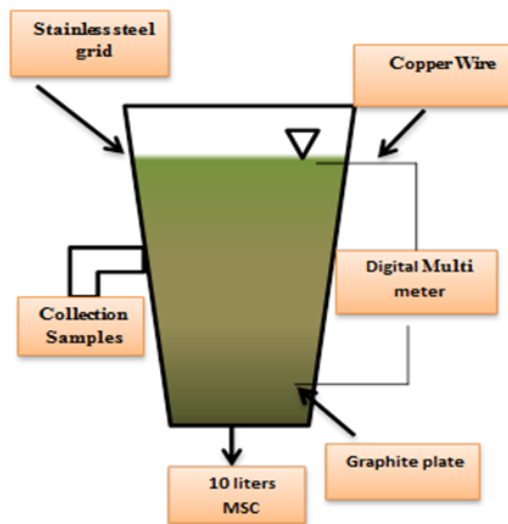 Stainless steel
grid
Copper Wire
Digital Multi
meter
Collection
Samples
Graphite plate
10 liters
MSC